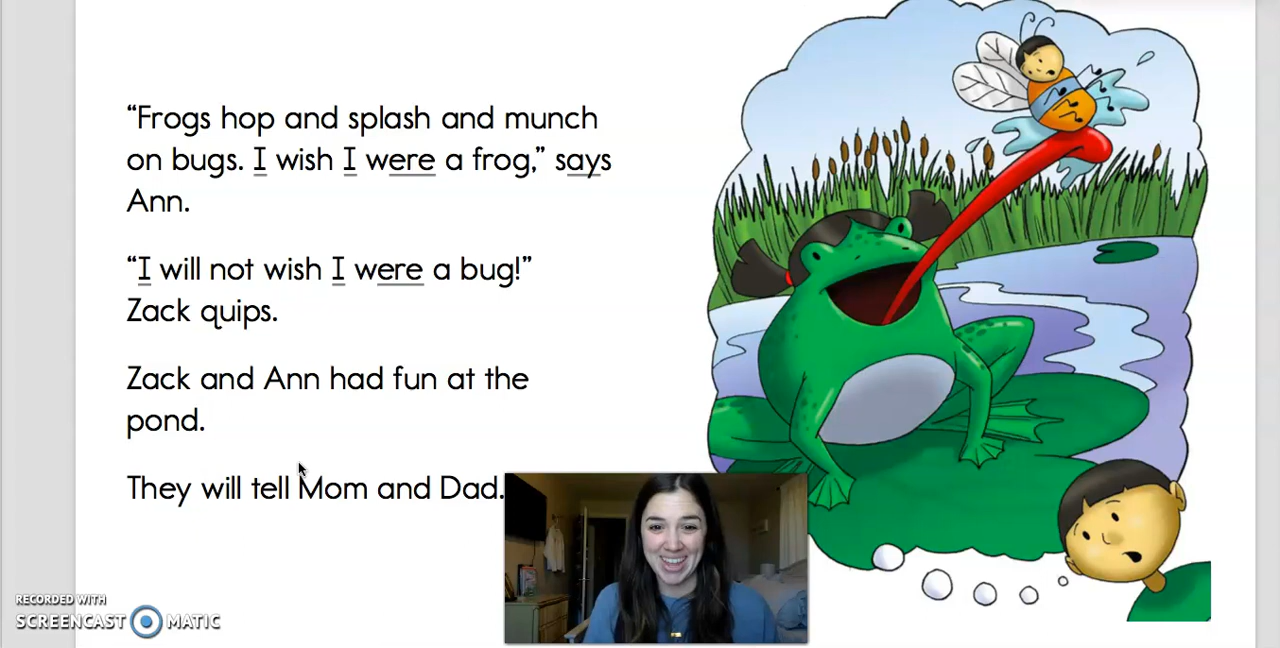 “Frogs hop and splash and munch
on bugs. I wish I were a frog,” says
Ann.
“I will not wish I were a bug!”
Zack quips.
Zack and Ann had fun at the
pond.
They will tell Mom and Dad.
RECORDED WITH
SCREENCAST MATIC